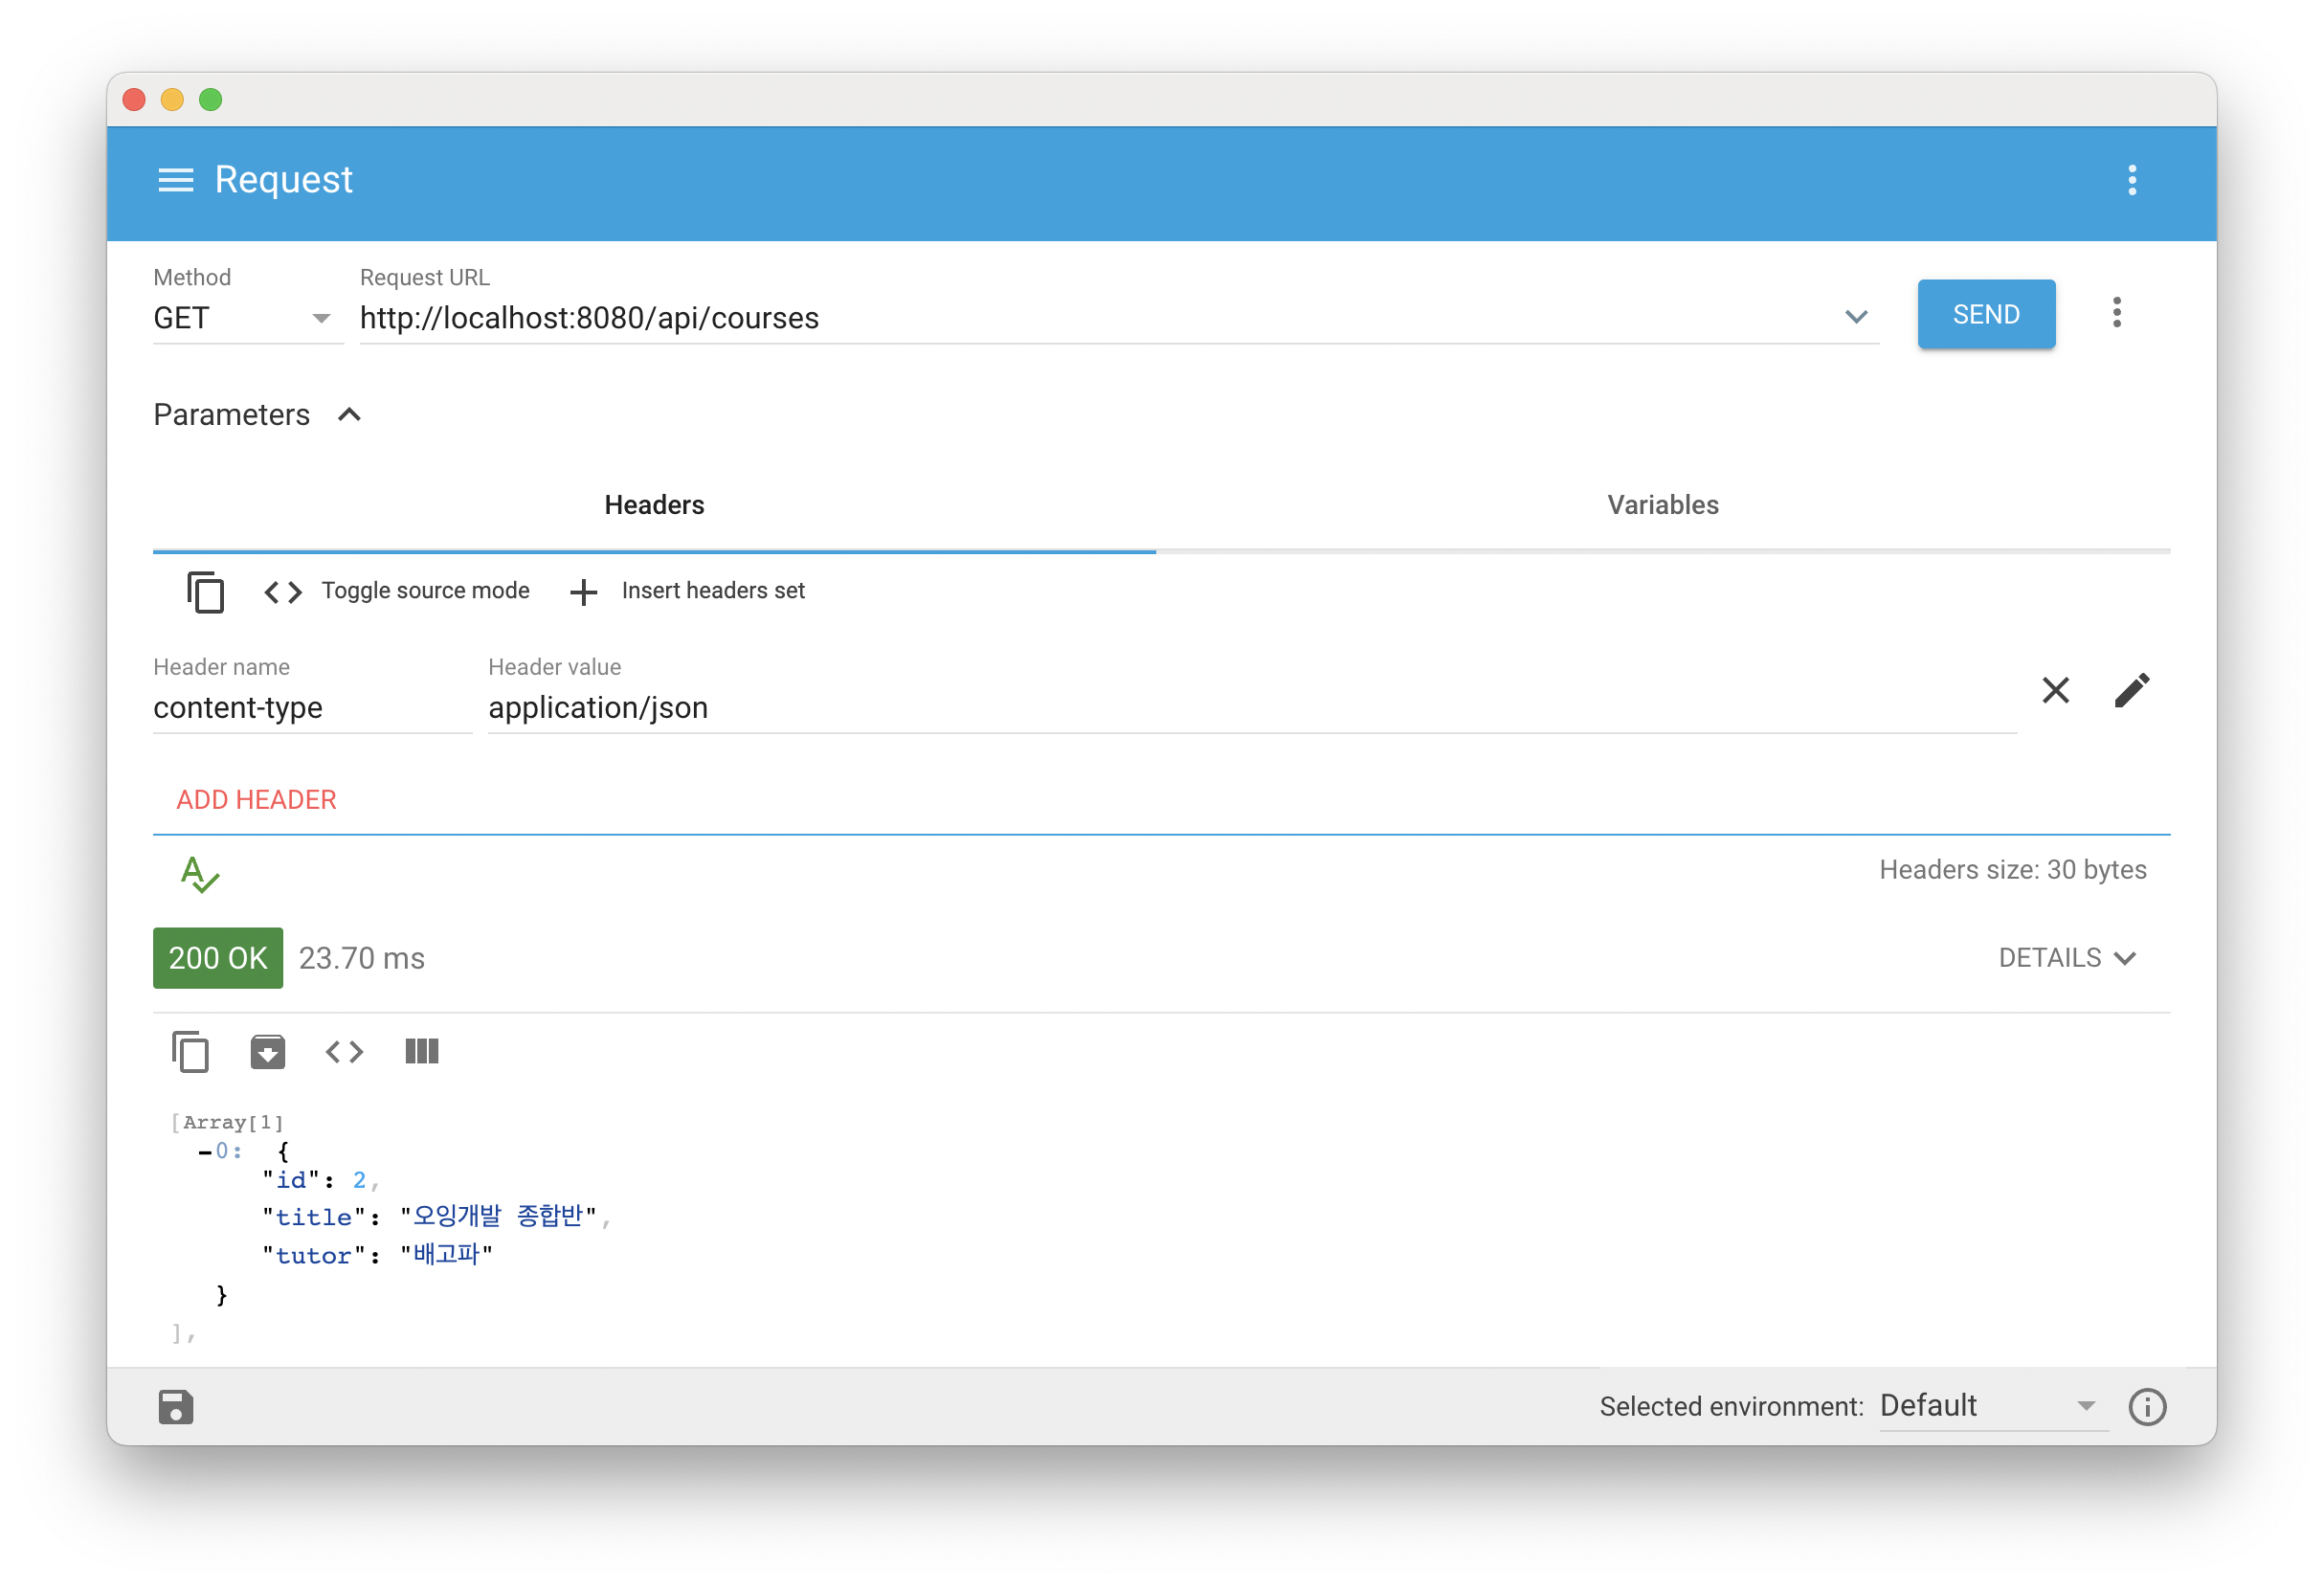 Request
Method
Request URL
GET
http://localhost:8080/api/courses
SEND
Parameters
Headers
Variables
Toggle source mode
Insert headers set
Header name
Header value
content-type
application/json
ADD HEADER
Headers size: 30 bytes
200 OK
23.70 ms
DETAILS
[Array[1]
−0: {
"id": 2,
"title": "오잉개발 종합반",
"tutor": "배고파"
}
],
Selected environment: Default